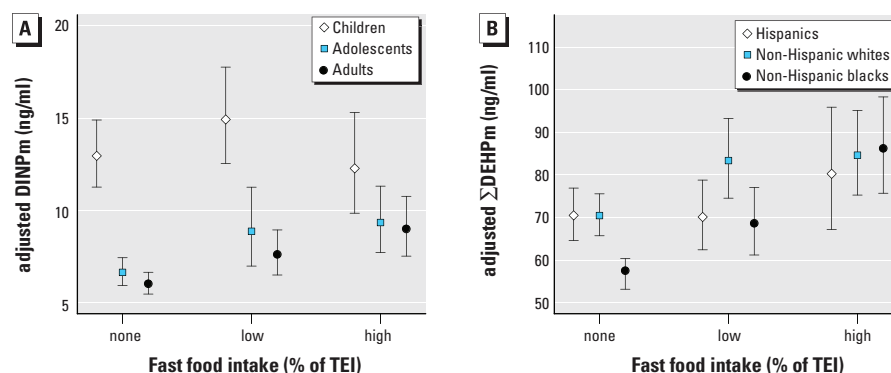 A
Children
Adolescents
Adults
20
15
10
5
adjusted DINPm (ng/ml)
none low high
Fast food intake (% of TEI)
B
Hispanics
Non-Hispanic whites
Non-Hispanic blacks
110
100
90
80
70
60
50
adjusted ∑DEHPm (ng/ml)
none low high
Fast food intake (% of TEI)